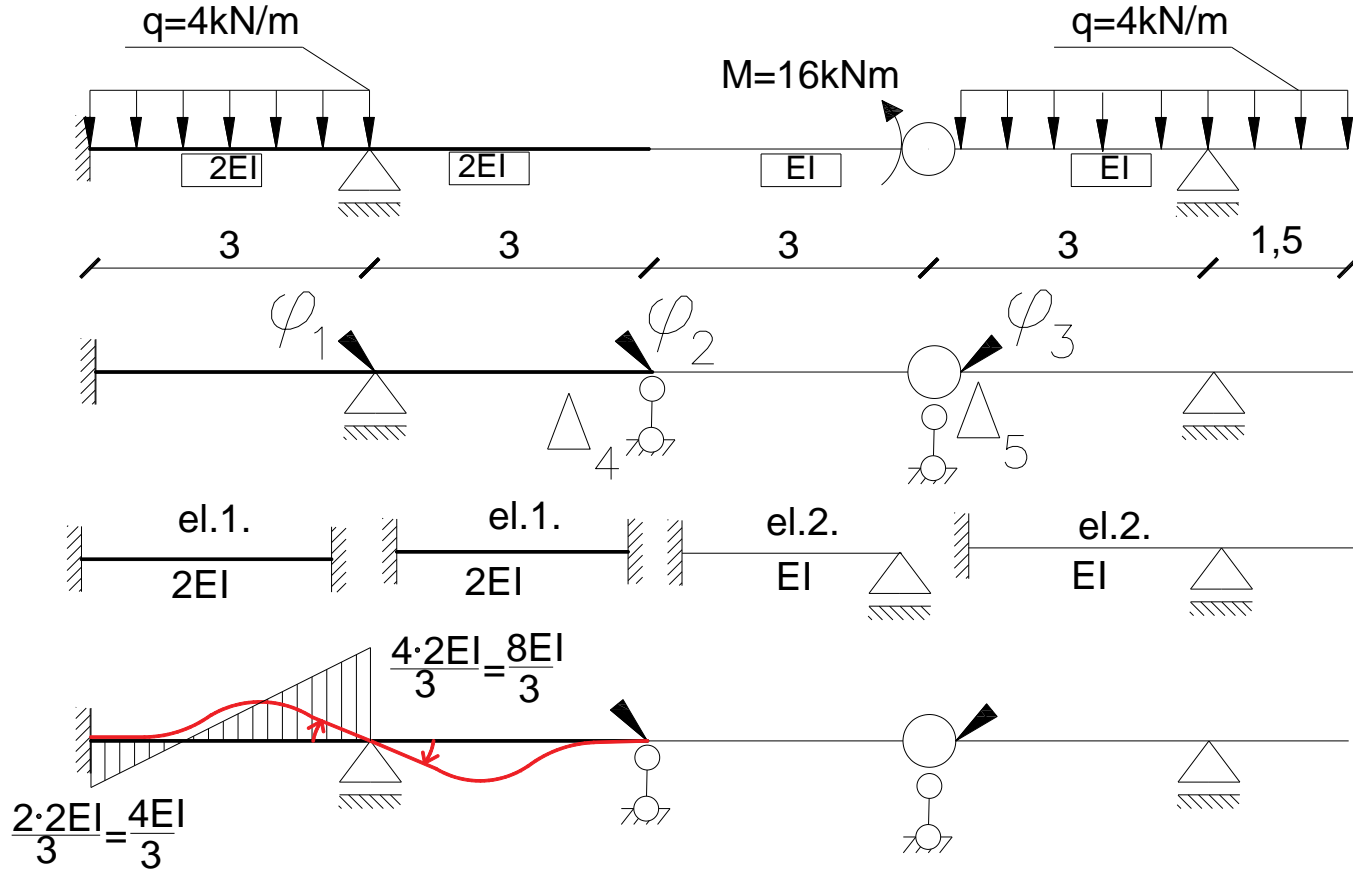 q=4kN/m q=4kN/m
M=16kNm
2EI 2EI EI EI
3 3 3 3 1,5
φ1 φ2 φ3
Δ4 Δ5
el.1. el.1. el.2. el.2.
2EI 2EI EI EI
4·2EI/3=8EI/3
2·2EI/3=4EI/3